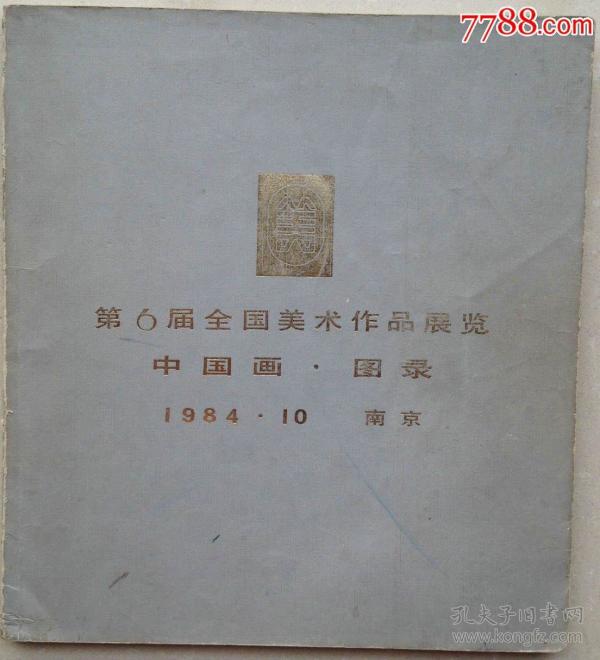 7788.com
第6届全国美术作品展览
中国画·图录
1984·10 南京
孔夫子旧书网
www.kongfz.com